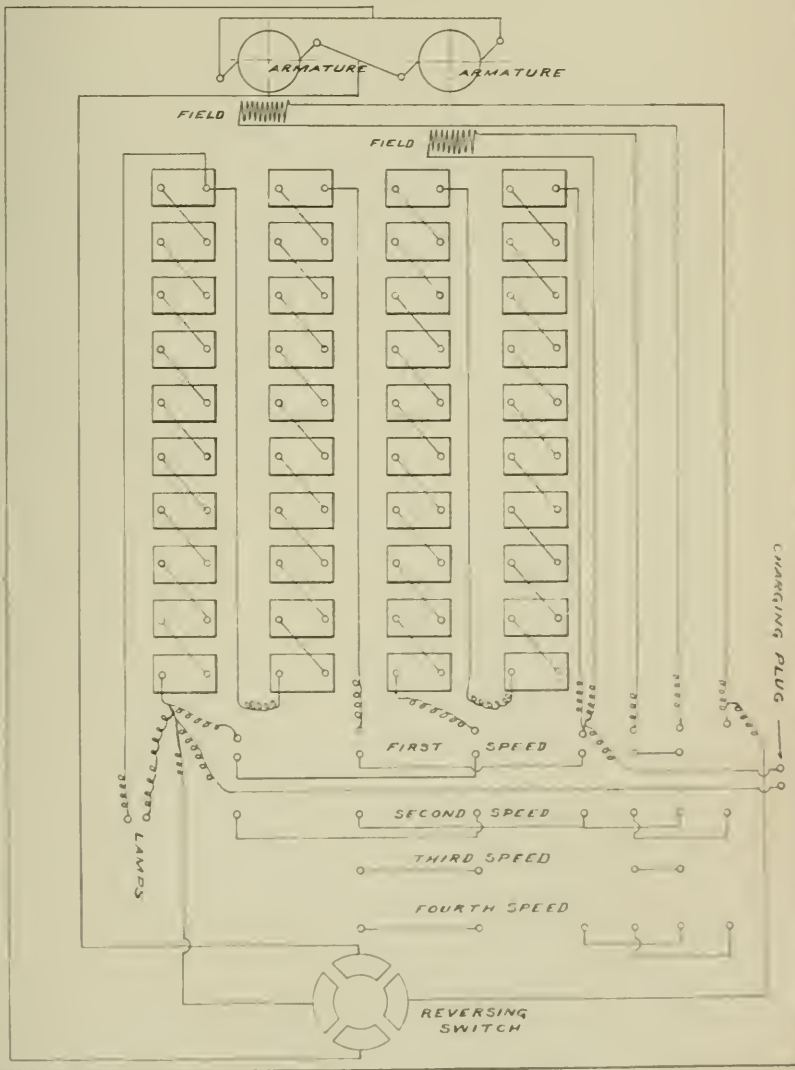 ARMATURE
ARMATURE
FIELD
FIELD
CHARGING PLUG
FIRST SPEED
SECOND SPEED
LAMPS
THIRD SPEED
FOURTH SPEED
REVERSING
SWITCH